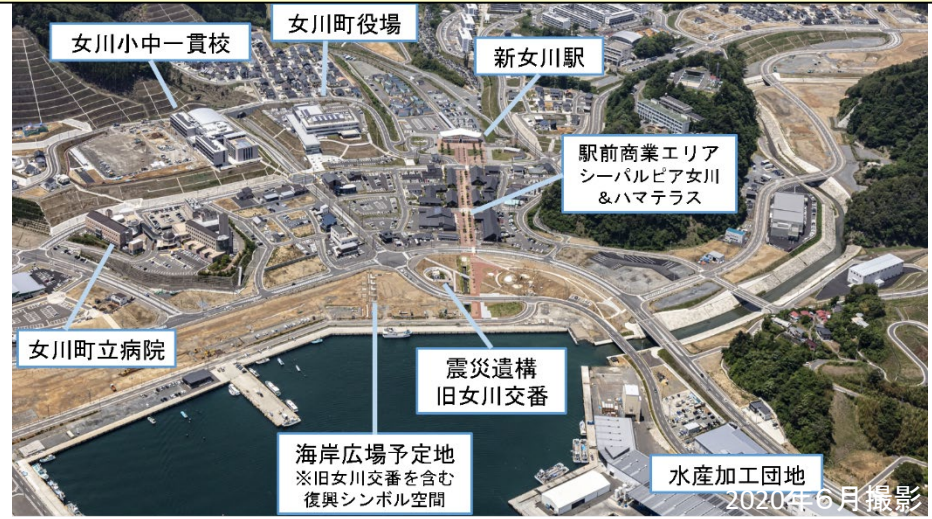 女川町役場
女川小中一貫校
新女川駅
駅前商業エリア
シーパルピア女川
&ハマテラス
女川町立病院
震災遺構
旧女川交番
海岸広場予定地
※旧女川交番を含む
復興シンボル空間
水産加工団地
2020年6月撮影